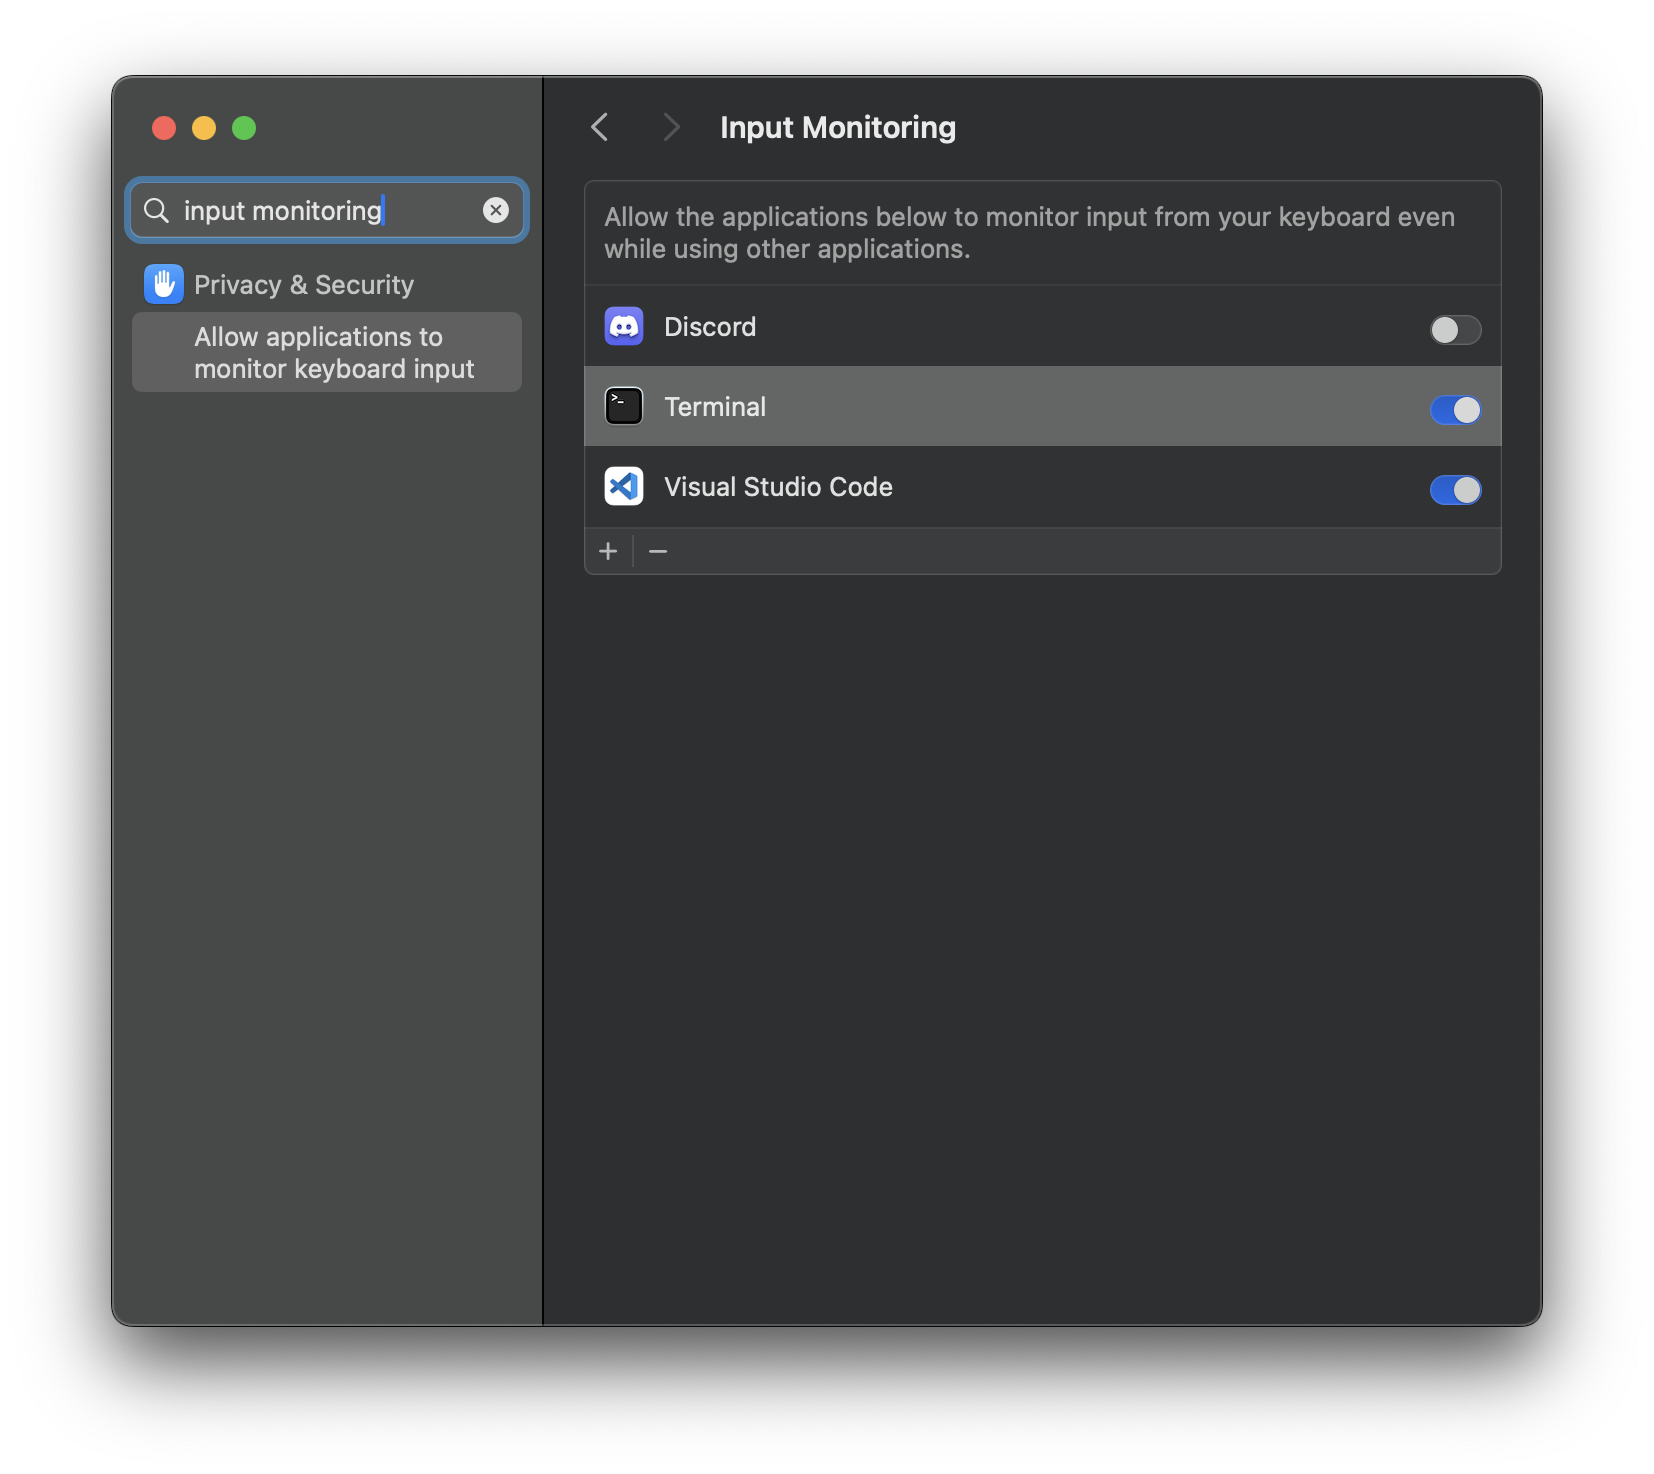 Input Monitoring
input monitoring
Privacy & Security
Allow applications to
monitor keyboard input
Allow the applications below to monitor input from your keyboard even
while using other applications.
Discord
Terminal
Visual Studio Code